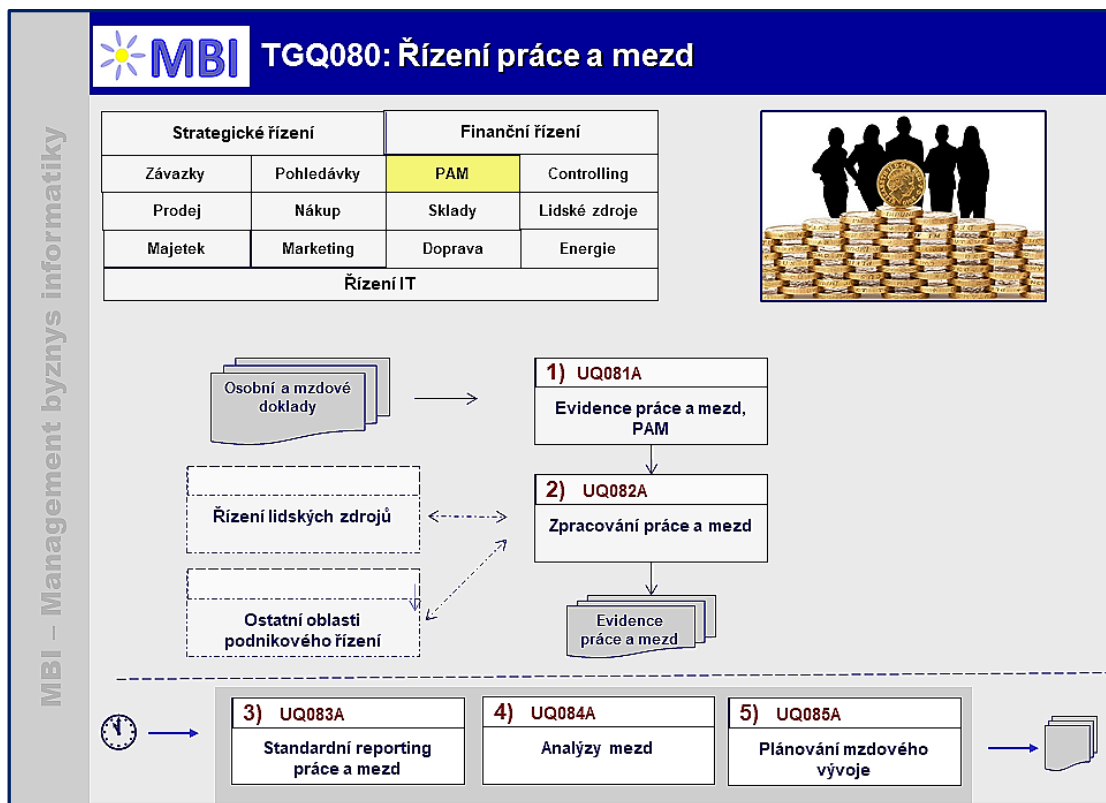 MBI – Management byznys informatiky
MBI
TGQ080: Řízení práce a mezd
Strategické řízení
Finanční řízení
Závazky
Pohledávky
PAM
Controlling
Prodej
Nákup
Sklady
Lidské zdroje
Majetek
Marketing
Doprava
Energie
Řízení IT
Osobní a mzdové
doklady
1) UQ081A
Evidence práce a mezd,
PAM
2) UQ082A
Zpracování práce a mezd
Řízení lidských zdrojů
Ostatní oblasti
podnikového řízení
Evidence
práce a mezd
3) UQ083A
Standardní reporting
práce a mezd
4) UQ084A
Analýzy mezd
5) UQ085A
Plánování mzdového
vývoje